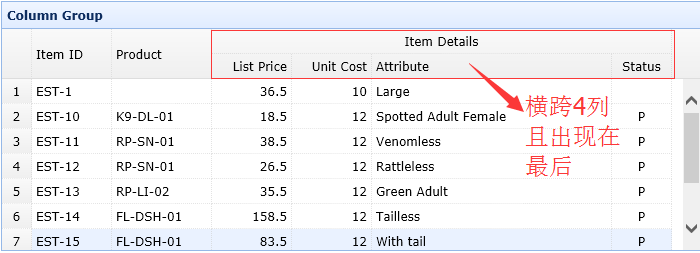 Column Group
Item Details
Item ID Product
List Price Unit Cost Attribute Status
1 EST-1 36.5 10 Large
2 EST-10 K9-DL-01 18.5 12 Spotted Adult Female P
3 EST-11 RP-SN-01 38.5 12 Venomless P
4 EST-12 RP-SN-01 26.5 12 Rattleless P
5 EST-13 RP-LI-02 35.5 12 Green Adult P
6 EST-14 FL-DSH-01 158.5 12 Tailless P
7 EST-15 FL-DSH-01 83.5 12 With tail P
横跨4列
且出现在
最后